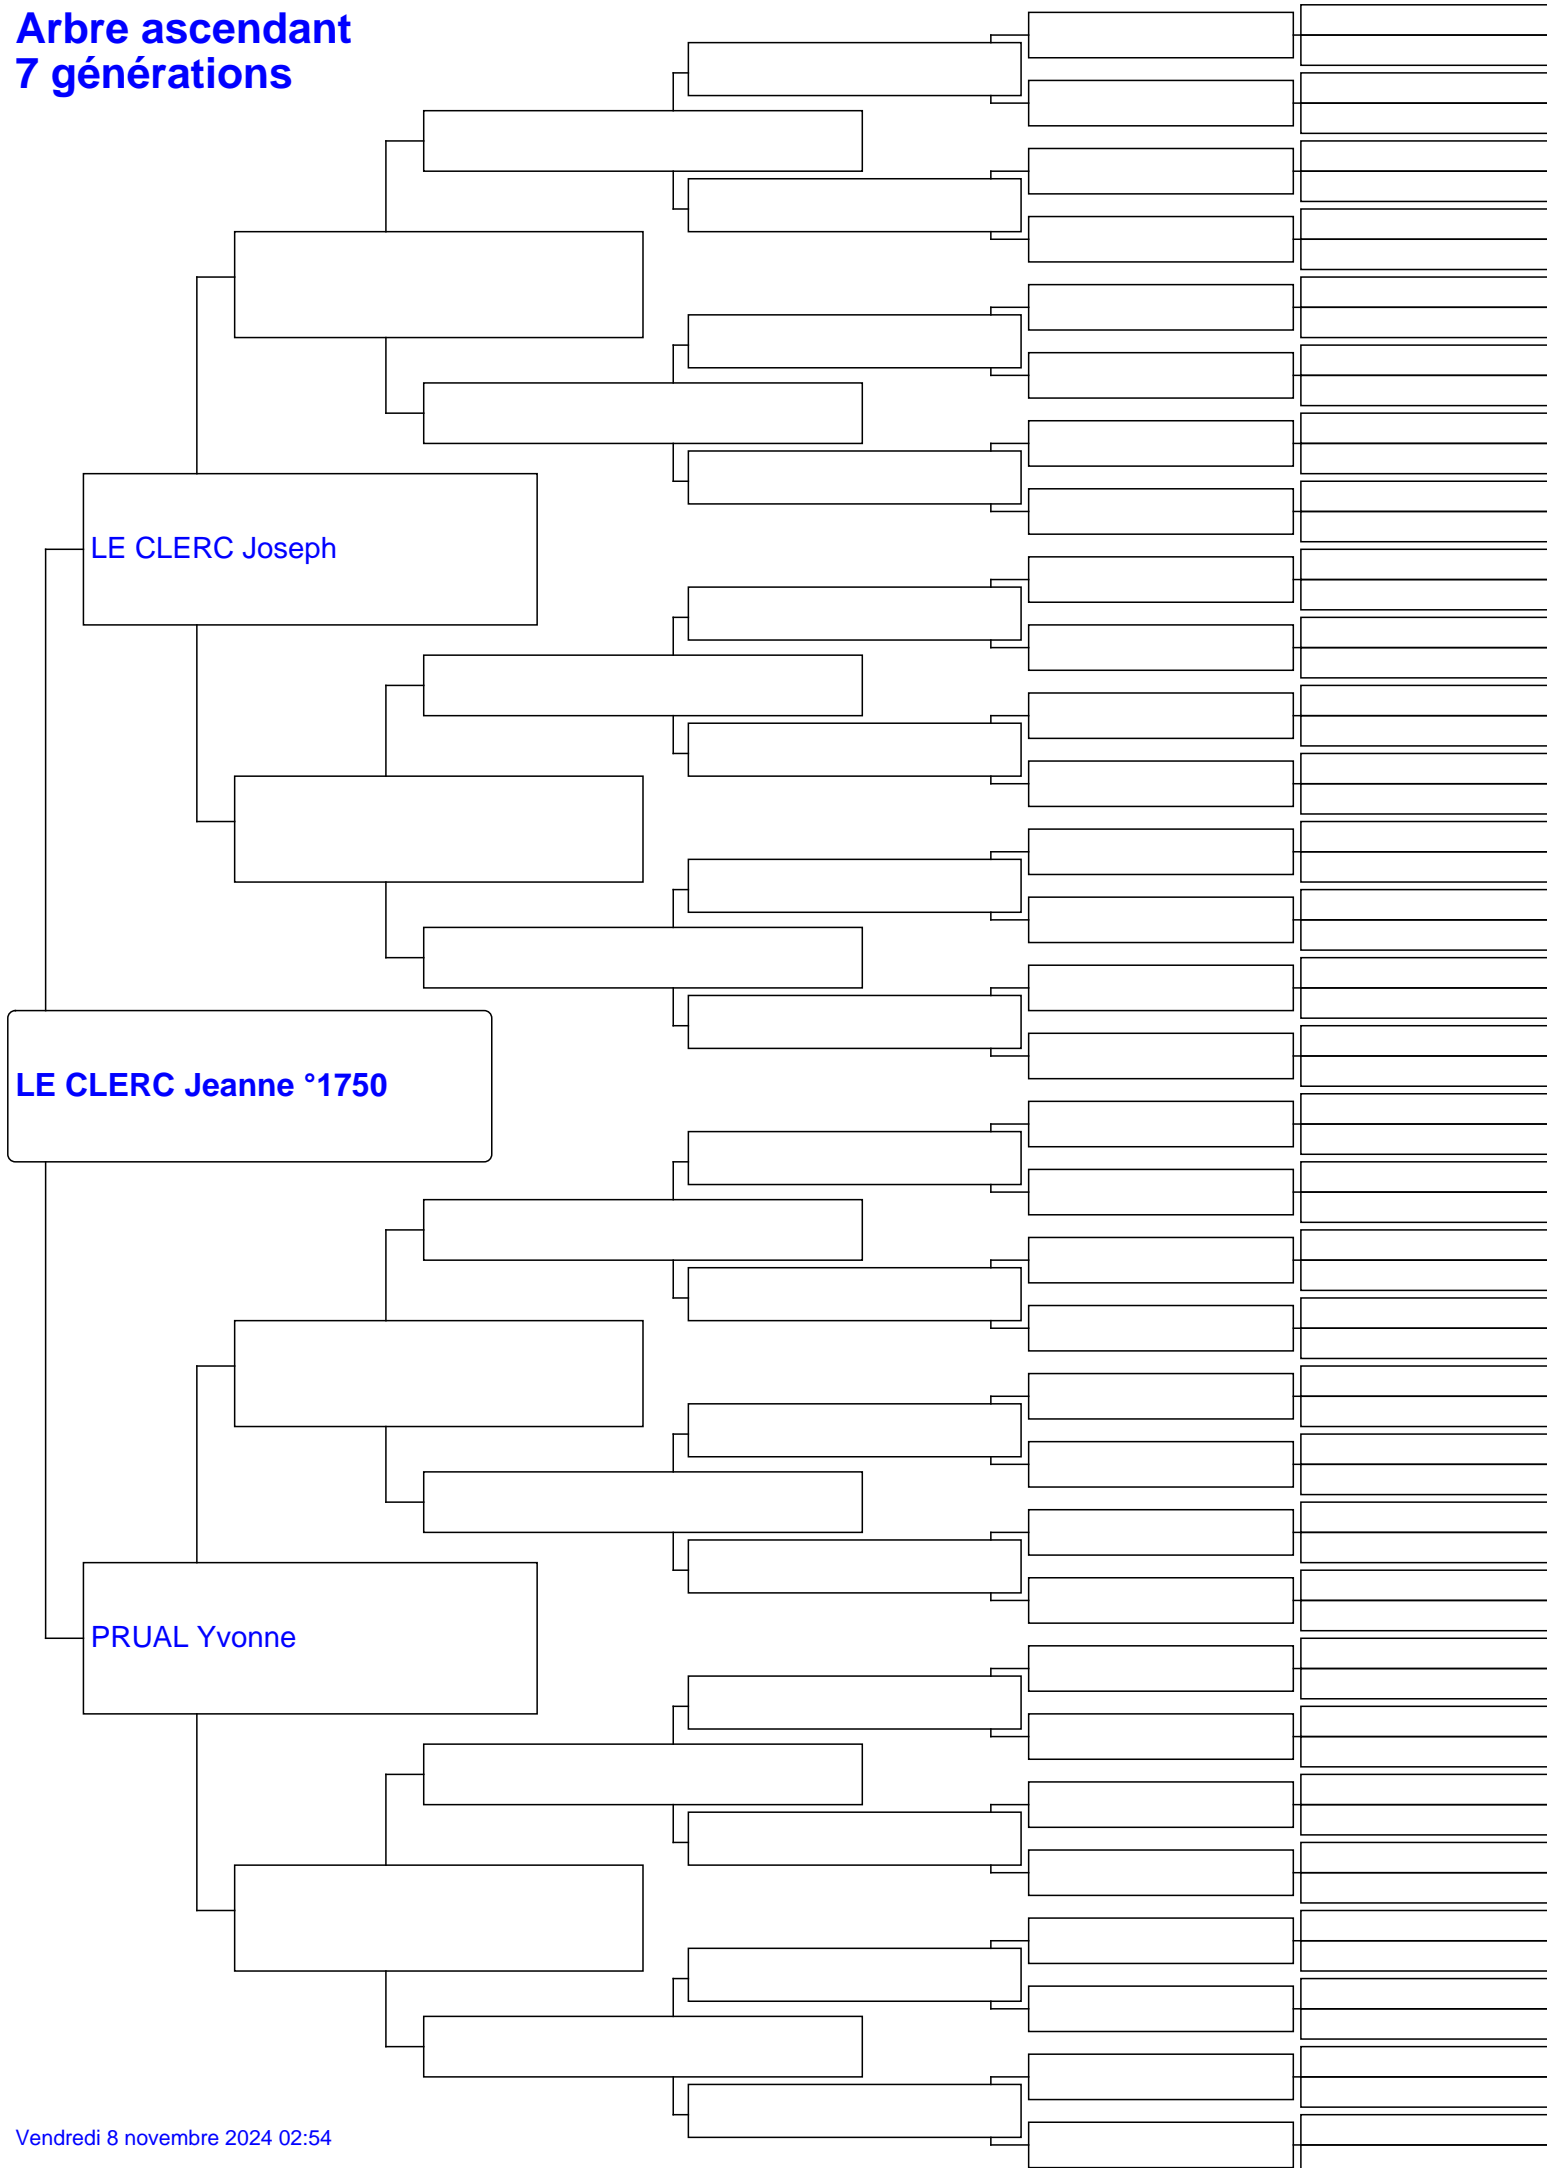 Arbre ascendant
7 générations
LE CLERC Joseph
LE CLERC Jeanne °1750
PRUAL Yvonne
Vendredi 8 novembre 2024 02:54